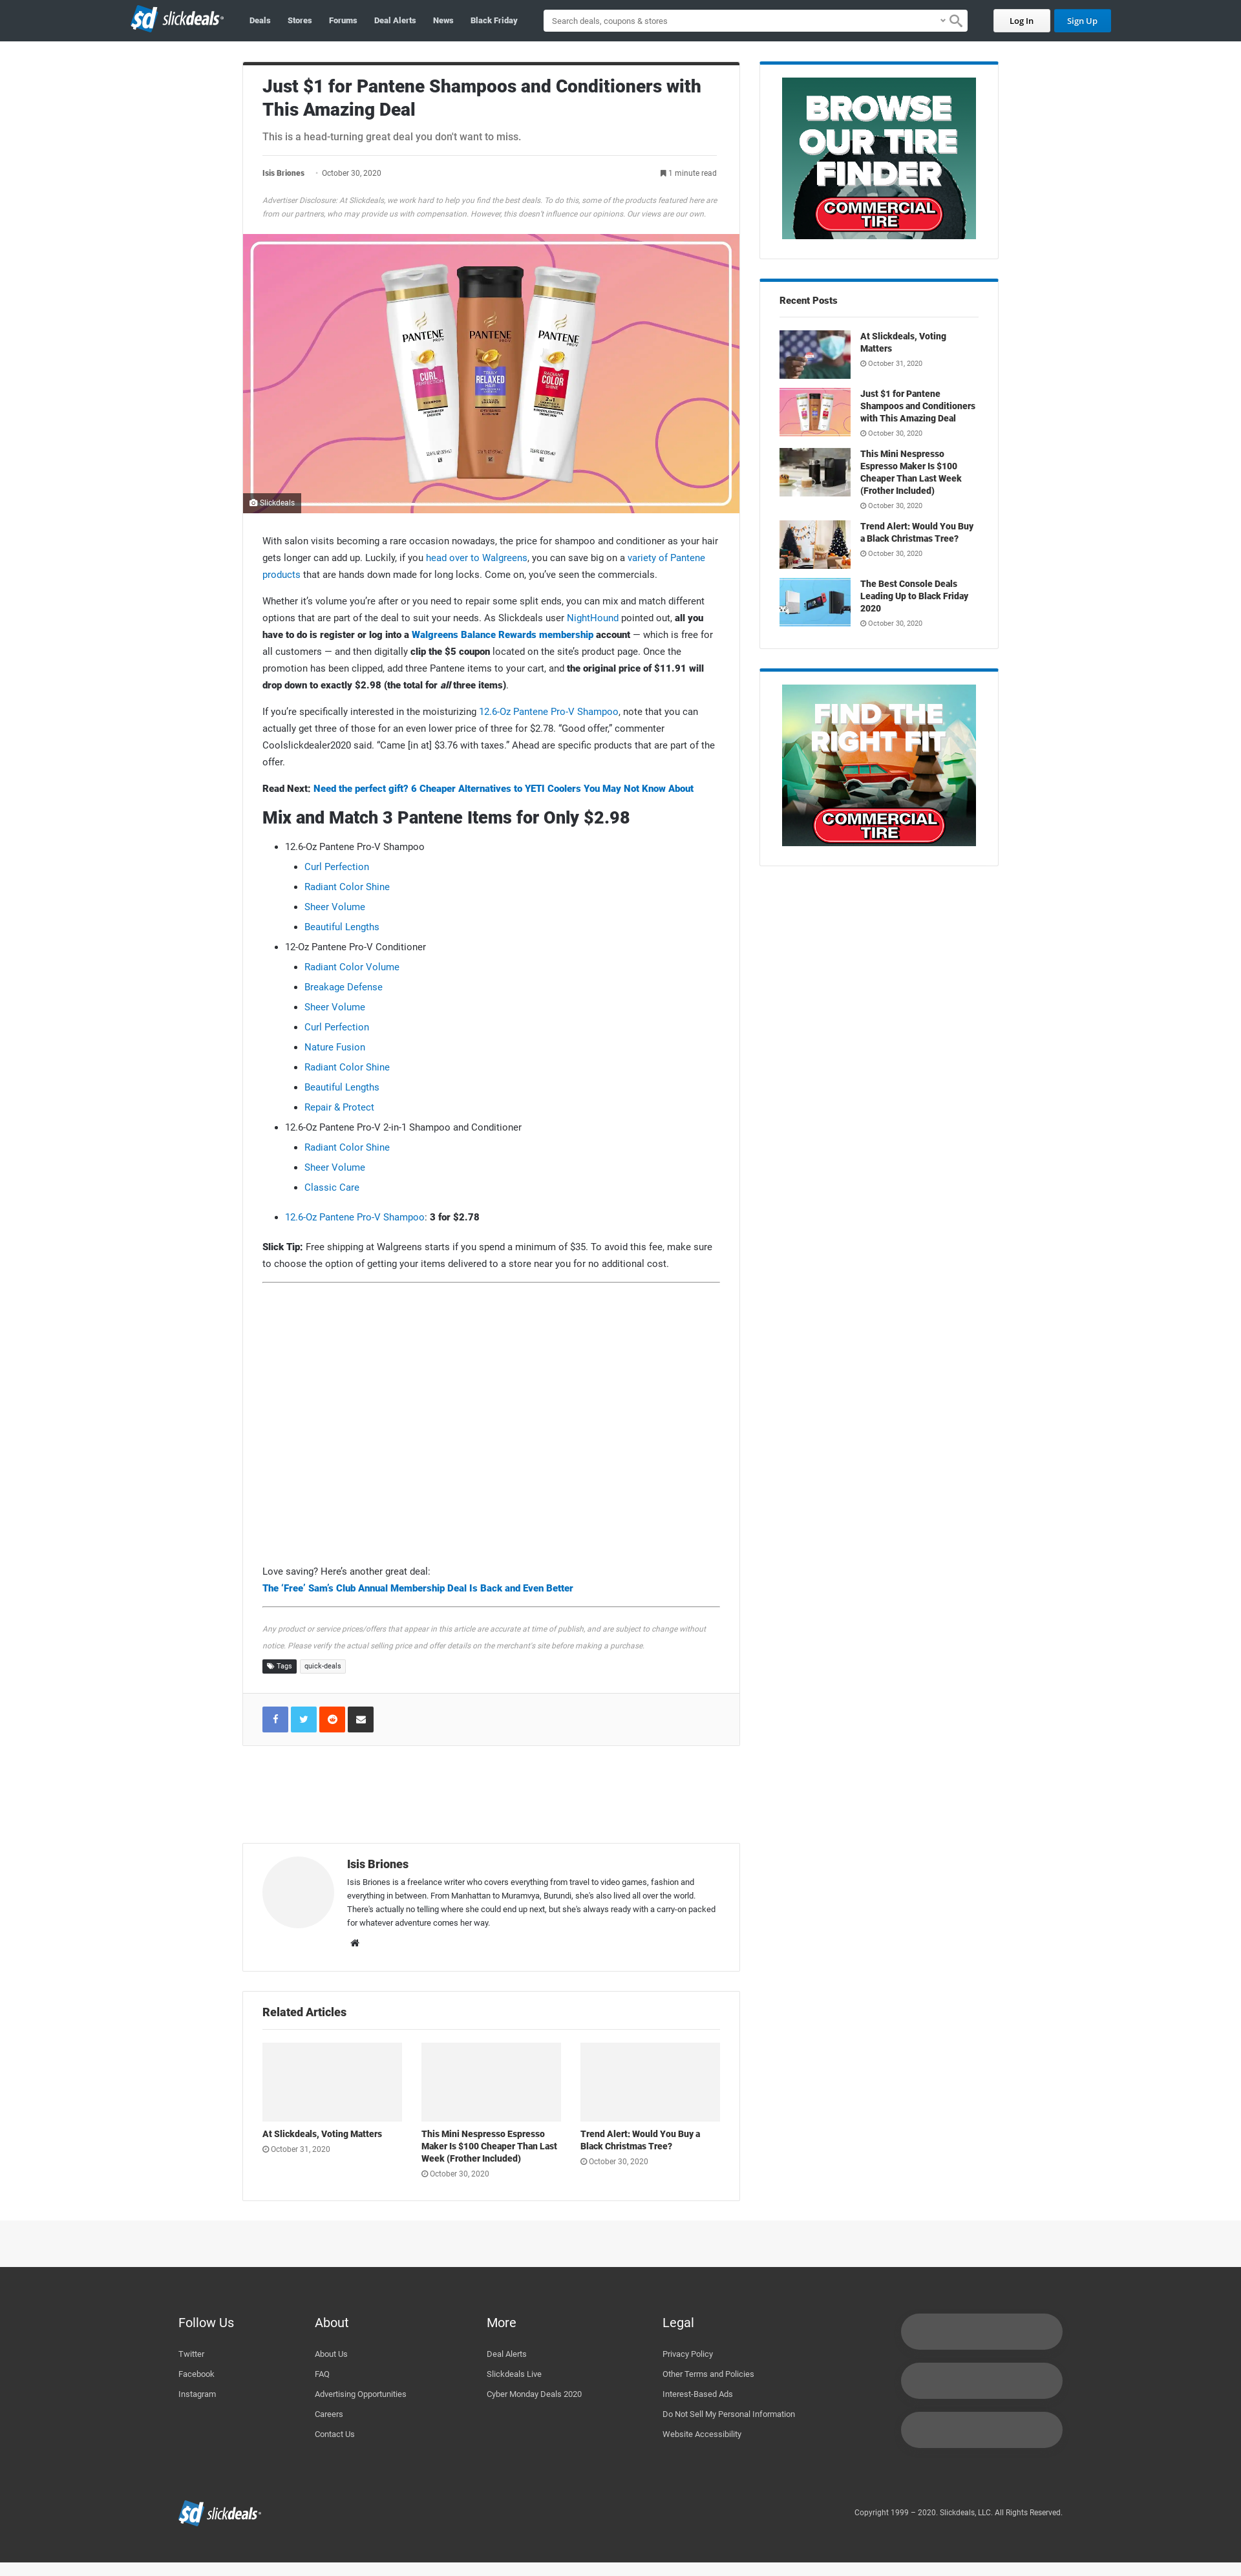 slickdeals
Deals
Stores
Forums
Deal Alerts
News
Black Friday
Search deals, coupons & stores
Log In
Sign Up
Just $1 for Pantene Shampoos and Conditioners with
This Amazing Deal
This is a head-turning great deal you don't want to miss.
Isis Briones · October 30, 2020
1 minute read
Advertiser Disclosure: At Slickdeals, we work hard to help you find the best deals. To do this, some of the products featured here are
from our partners, who may provide us with compensation. However, this doesn't influence our opinions. Our views are our own.
PANTENE
PRO-V
CURL
PERFECTION
SHAMPOO
PANTENE
PRO-V
TRULY
RELAXED
HAIR
PANTENE
PRO-V
RADIANT
COLOR
SHINE
2 in 1
Slickdeals
With salon visits basically a rare occasion nowadays, the price for shampoo and conditioner as your hair
gets longer can add up. Luckily, if you head over to Walgreens, you can save big on a variety of Pantene
products that are hands down made for long locks. Come on, you've seen the commercials.
Whether it's volume you're after or you need to repair some split ends, you can mix and match different
options that are part of the deal to suit your needs. As Slickdeals user NightHound pointed out, all you
have to do is register or log into a Walgreens Balance Rewards membership account — which is free for
all customers — and then digitally clip the $5 coupon located on the site's product page. Once the
promotion has been clipped, add three Pantene items to your cart, and the original price of $11.91 will
drop down to exactly $2.98 (the total for all three items).
If you're specifically interested in the moisturizing 12.6-Oz Pantene Pro-V Shampoo, note that you can
actually get three of those for an even lower price of three for $2.78. "Good offer," commenter
Coolslickdealer2020 said. "Came [in at] $3.76 with taxes." Ahead are specific products that are part of the
offer.
Read Next: Need the perfect gift? 6 Cheaper Alternatives to YETI Coolers You May Not Know About
Mix and Match 3 Pantene Items for Only $2.98
12.6-Oz Pantene Pro-V Shampoo
Curl Perfection
Radiant Color Shine
Sheer Volume
Beautiful Lengths
12-Oz Pantene Pro-V Conditioner
Radiant Color Volume
Breakage Defense
Sheer Volume
Curl Perfection
Nature Fusion
Radiant Color Shine
Beautiful Lengths
Repair & Protect
12.6-Oz Pantene Pro-V 2-in-1 Shampoo and Conditioner
Radiant Color Shine
Sheer Volume
Classic Care
12.6-Oz Pantene Pro-V Shampoo: 3 for $2.78
Slick Tip: Free shipping at Walgreens starts if you spend a minimum of $35. To avoid this fee, make sure
to choose the option of getting your items delivered to a store near you for no additional cost.
Love saving? Here's another great deal:
The 'Free' Sam's Club Annual Membership Deal Is Back and Even Better
Any product or service prices/offers that appear in this article are accurate at time of publish, and are subject to change without
notice. Please verify the actual selling price and offer details on the merchant's site before making a purchase.
Tags
quick-deals
Isis Briones
Isis Briones is a freelance writer who covers everything from travel to video games, fashion and
everything in between. From Manhattan to Muramvya, Burundi, she's also lived all over the world.
There's actually no telling where she could end up next, but she's always ready with a carry-on packed
for whatever adventure comes her way.
Related Articles
At Slickdeals, Voting Matters
October 31, 2020
This Mini Nespresso Espresso
Maker Is $100 Cheaper Than Last
Week (Frother Included)
October 30, 2020
Trend Alert: Would You Buy a
Black Christmas Tree?
October 30, 2020
BROWSE
OUR TIRE
FINDER
COMMERCIAL
TIRE
Recent Posts
At Slickdeals, Voting
Matters
October 31, 2020
Just $1 for Pantene
Shampoos and Conditioners
with This Amazing Deal
October 30, 2020
This Mini Nespresso
Espresso Maker Is $100
Cheaper Than Last Week
(Frother Included)
October 30, 2020
Trend Alert: Would You Buy
a Black Christmas Tree?
October 30, 2020
The Best Console Deals
Leading Up to Black Friday
2020
October 30, 2020
FIND THE
RIGHT FIT
COMMERCIAL
TIRE
Follow Us
Twitter
Facebook
Instagram
About
About Us
FAQ
Advertising Opportunities
Careers
Contact Us
More
Deal Alerts
Slickdeals Live
Cyber Monday Deals 2020
Legal
Privacy Policy
Other Terms and Policies
Interest-Based Ads
Do Not Sell My Personal Information
Website Accessibility
slickdeals
Copyright 1999 – 2020. Slickdeals, LLC. All Rights Reserved.